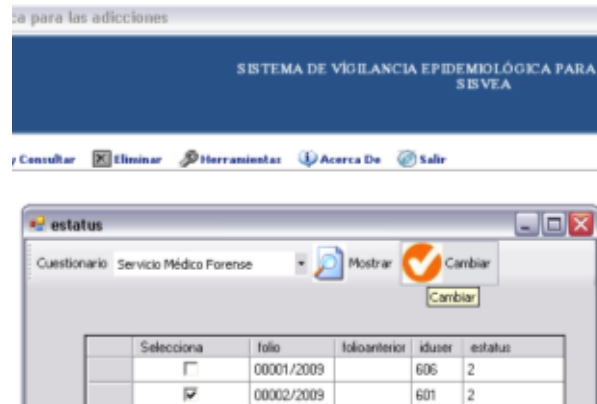 ca para las adicciones
SISTEMA DE VÍGILANCIA EPIDEMIOLÓGICA PARA
SISVEA
y Consultar Eliminar Herramientas Acerca De Salir
estatus
Cuestionario Servicio Médico Forense Mostrar Cambiar
Cambiar
Selecciona folio folioanterior iduser estatus
00001/2009 606 2
00002/2009 601 2